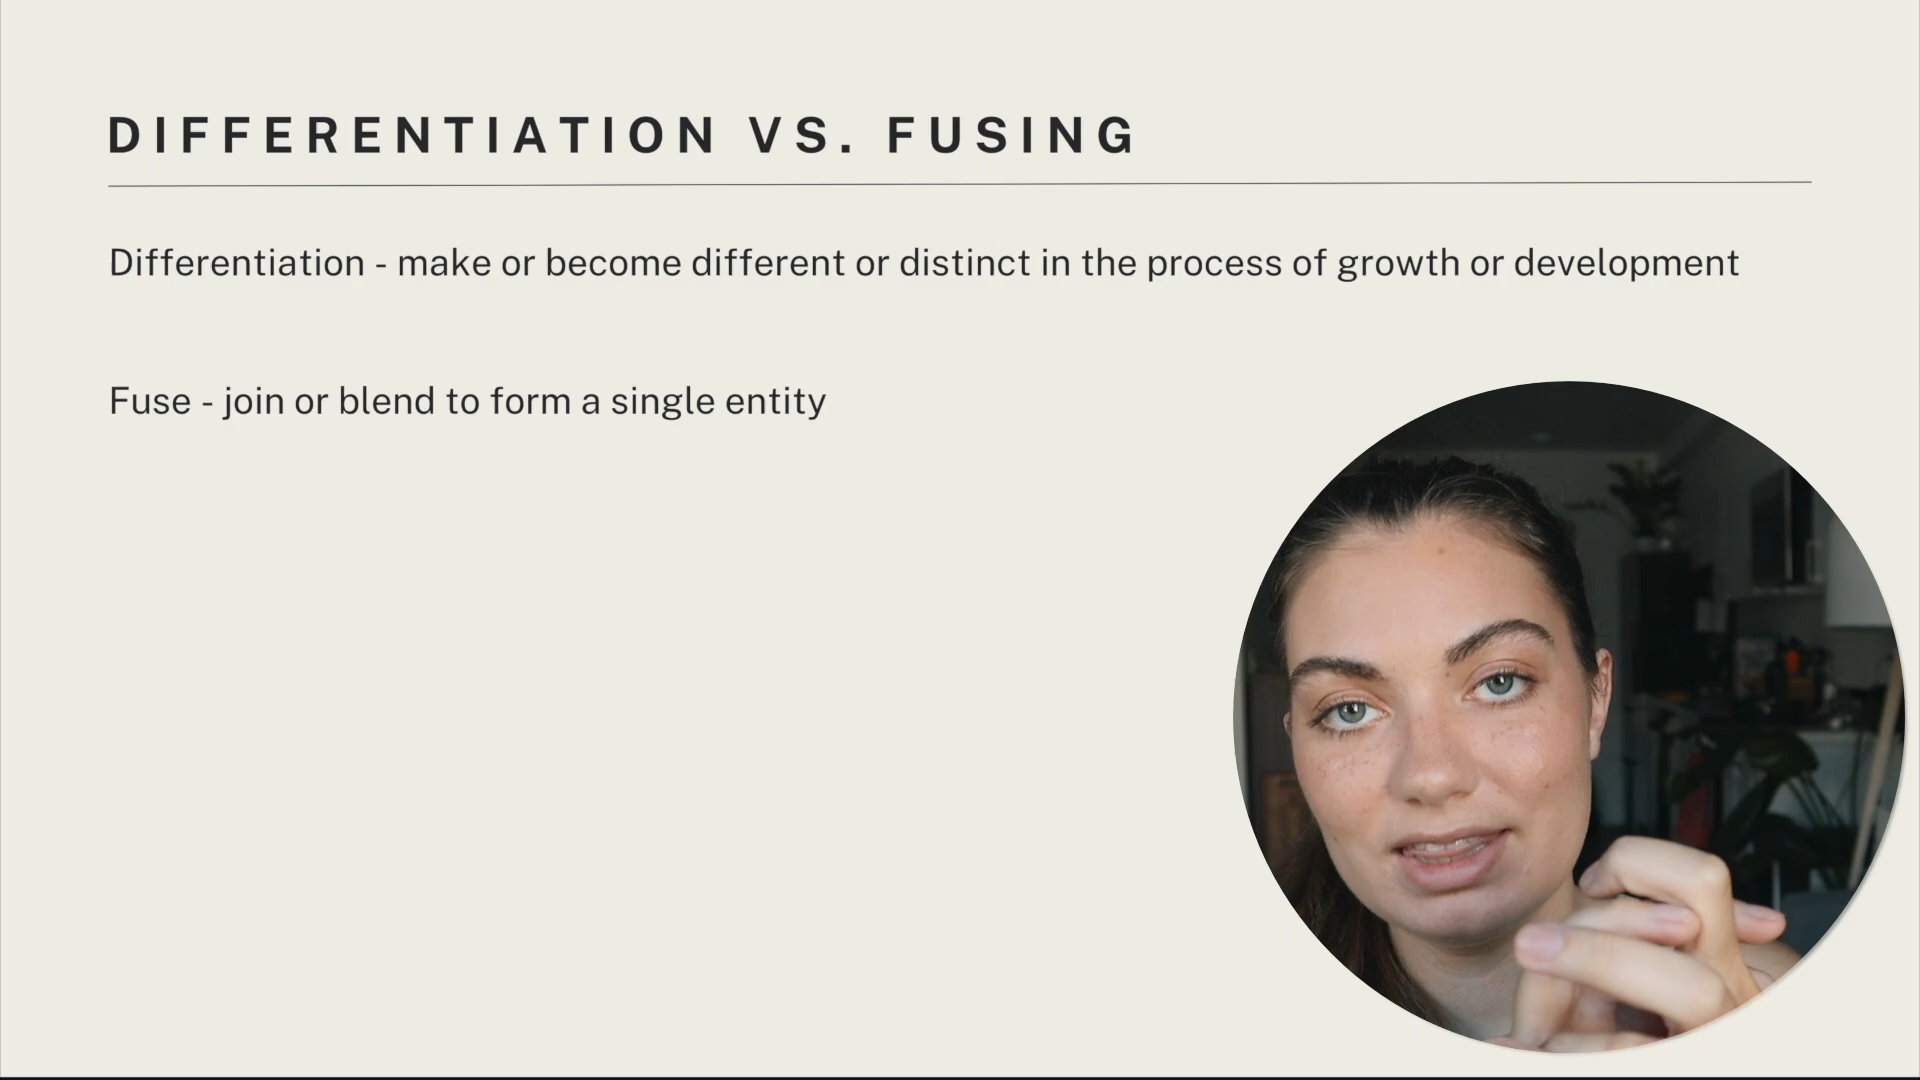 DIFFERENTIATION VS. FUSING
Differentiation - make or become different or distinct in the process of growth or development
Fuse - join or blend to form a single entity